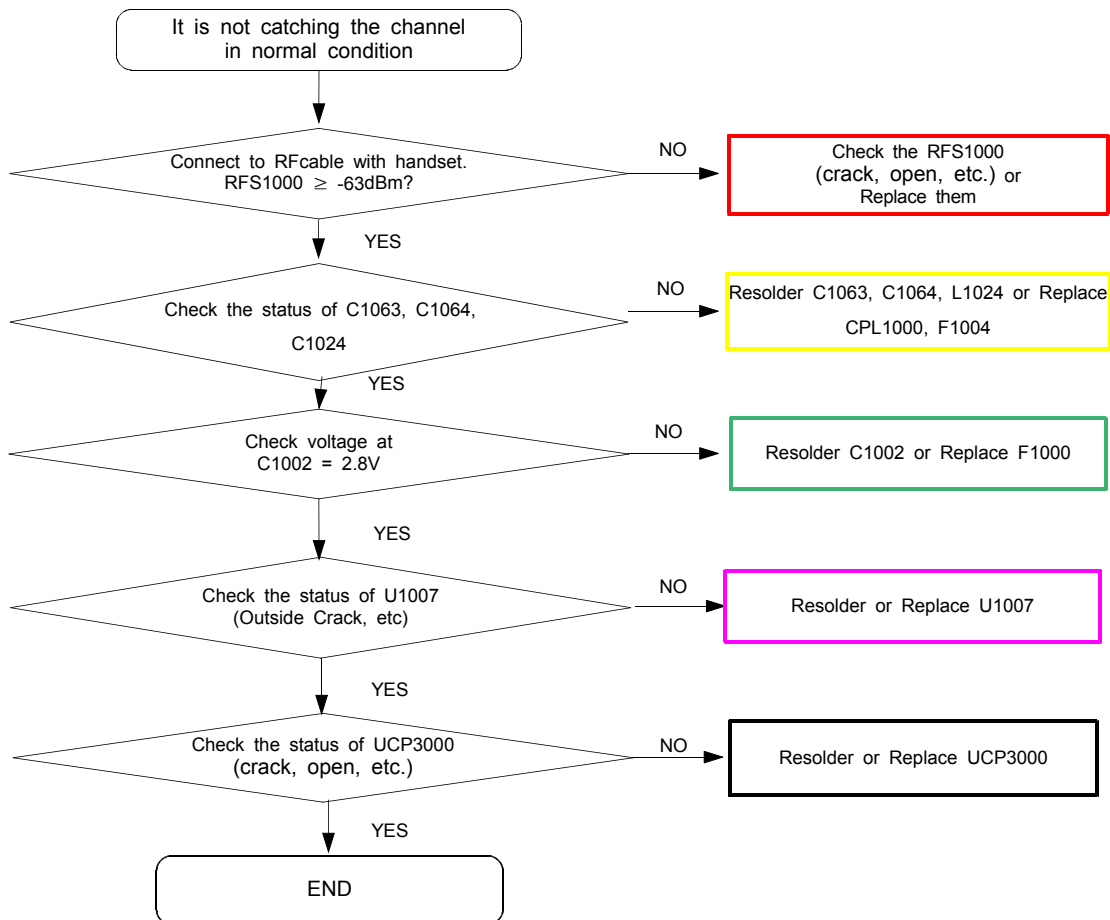 It is not catching the channel
in normal condition
Connect to RFcable with handset.
RFS1000 ≥ -63dBm?
NO
Check the RFS1000
(crack, open, etc.) or
Replace them
YES
Check the status of C1063, C1064,
C1024
NO
Resolder C1063, C1064, L1024 or Replace
CPL1000, F1004
YES
Check voltage at
C1002 = 2.8V
NO
Resolder C1002 or Replace F1000
YES
Check the status of U1007
(Outside Crack, etc)
NO
Resolder or Replace U1007
YES
Check the status of UCP3000
(crack, open, etc.)
NO
Resolder or Replace UCP3000
YES
END